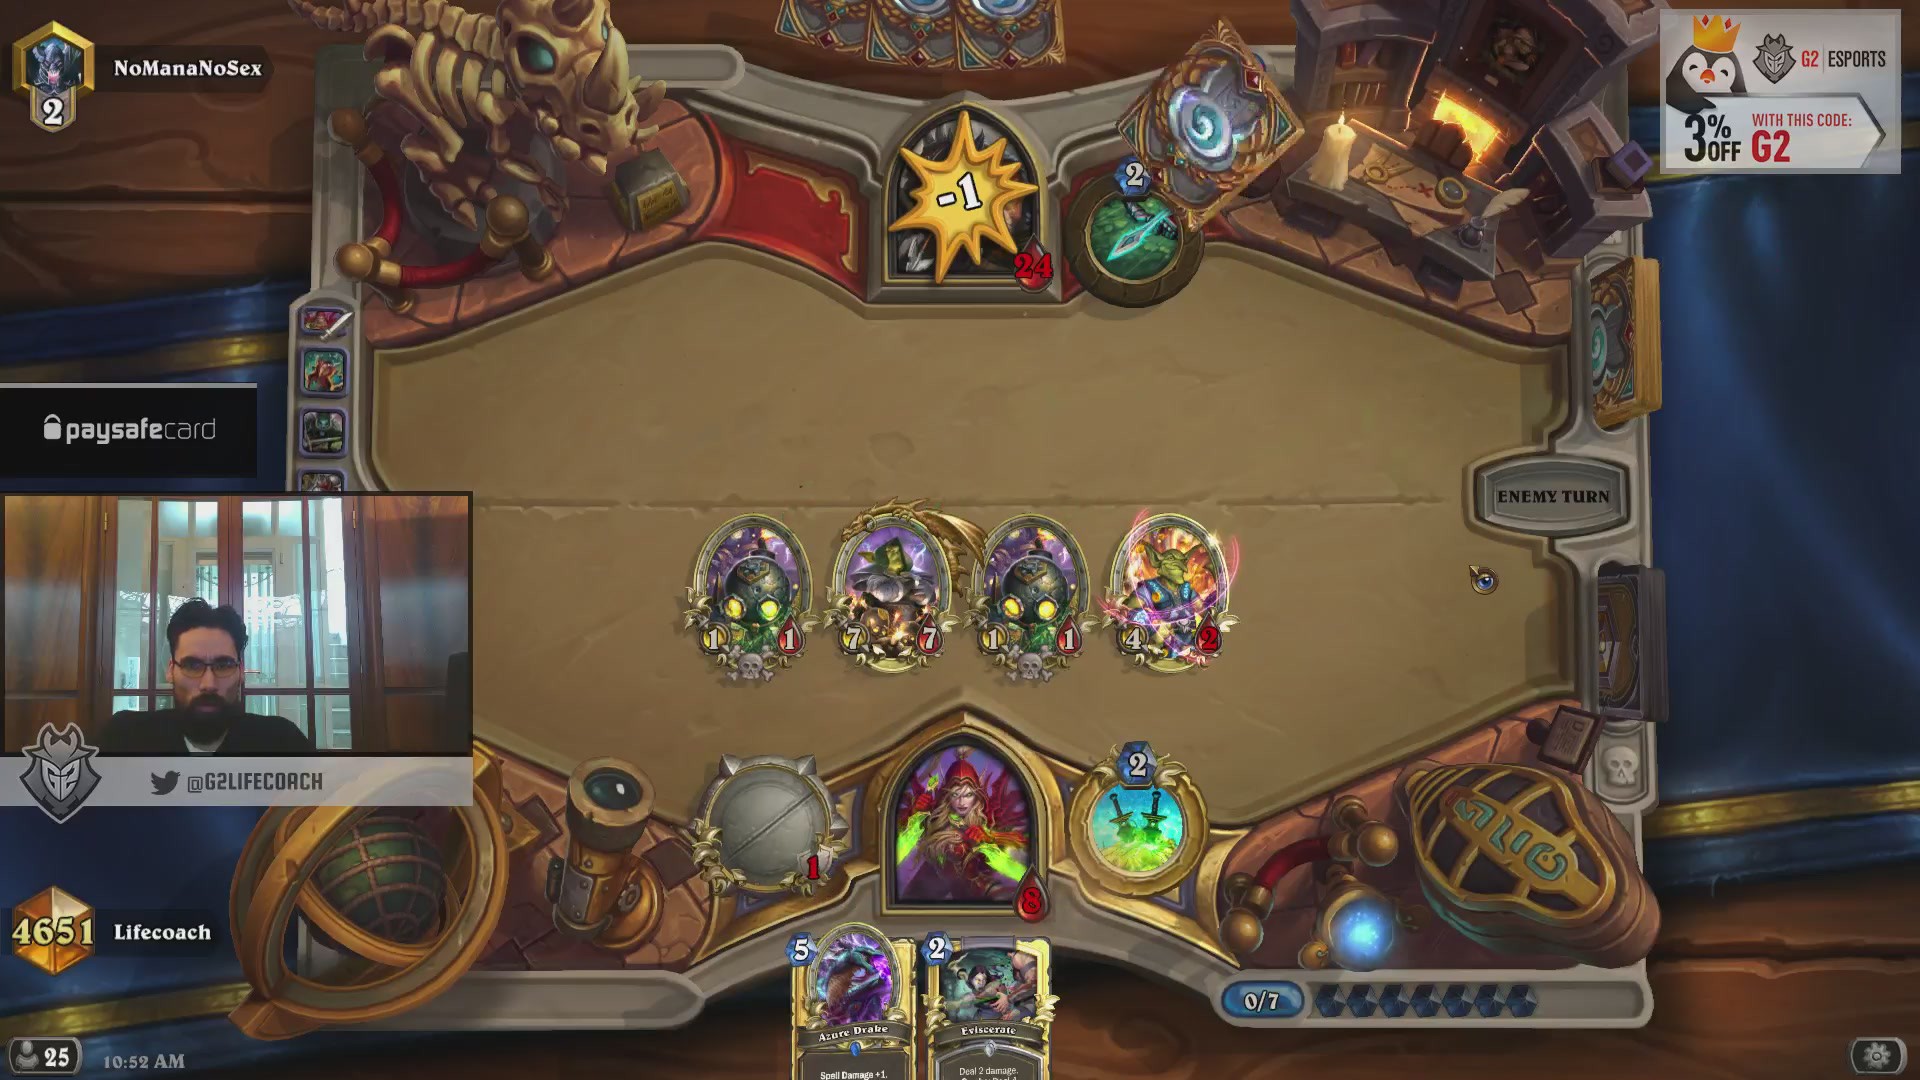 NoManaNoSex
2
-1
24
2
G2 | ESPORTS
3% OFF
WITH THIS CODE:
G2
paysafecard
ENEMY TURN
1
1
7
7
1
1
4
2
@G2LIFECOACH
2
1
8
4651
Lifecoach
5
2
Azure Drake
Eviscerate
Spell Damage +1.
Deal 2 damage.
0/7
25
10:52 AM